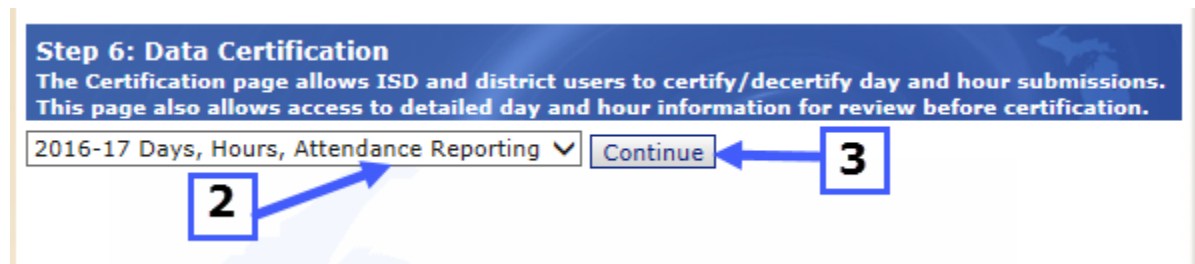 Step 6: Data Certification
The Certification page allows ISD and district users to certify/decertify day and hour submissions.
This page also allows access to detailed day and hour information for review before certification.
2016-17 Days, Hours, Attendance Reporting Continue
3
2